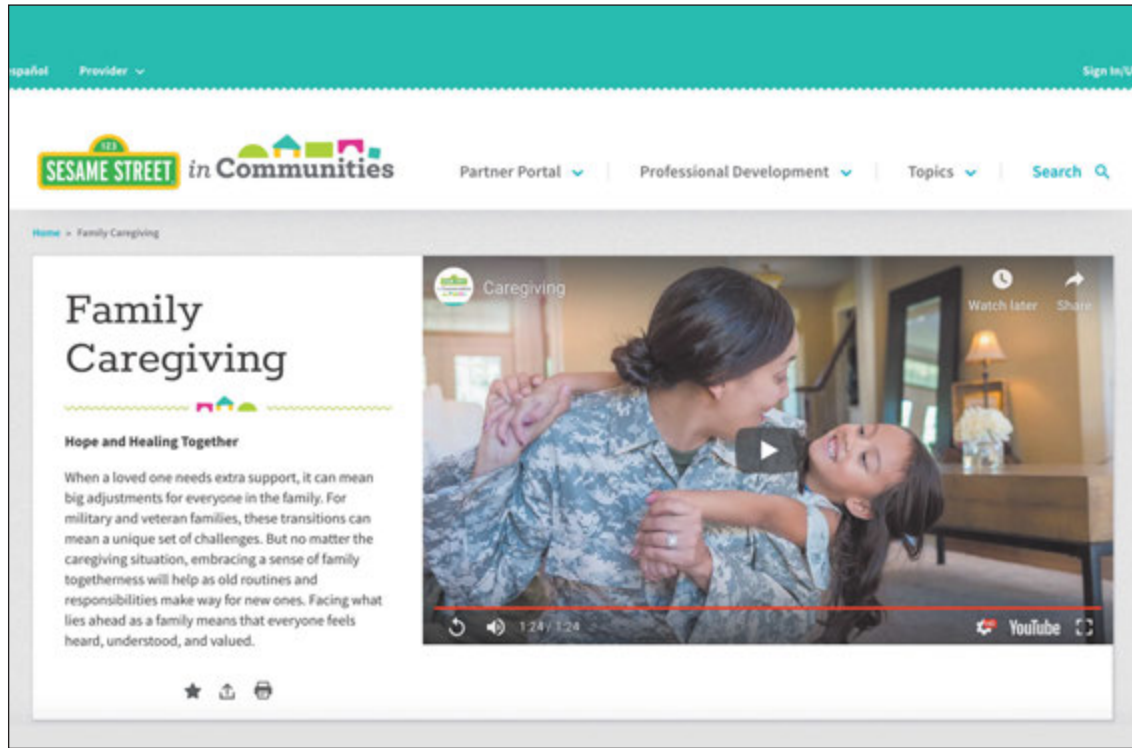 español Provider
Sign In/U
123
SESAME STREET in Communities
Partner Portal Professional Development Topics Search
Home » Family Caregiving
Family
Caregiving
Hope and Healing Together
When a loved one needs extra support, it can mean
big adjustments for everyone in the family. For
military and veteran families, these transitions can
mean a unique set of challenges. But no matter the
caregiving situation, embracing a sense of family
togetherness will help as old routines and
responsibilities make way for new ones. Facing what
lies ahead as a family means that everyone feels
heard, understood, and valued.
Caregiving
Watch later Share
1:24 / 1:24
YouTube